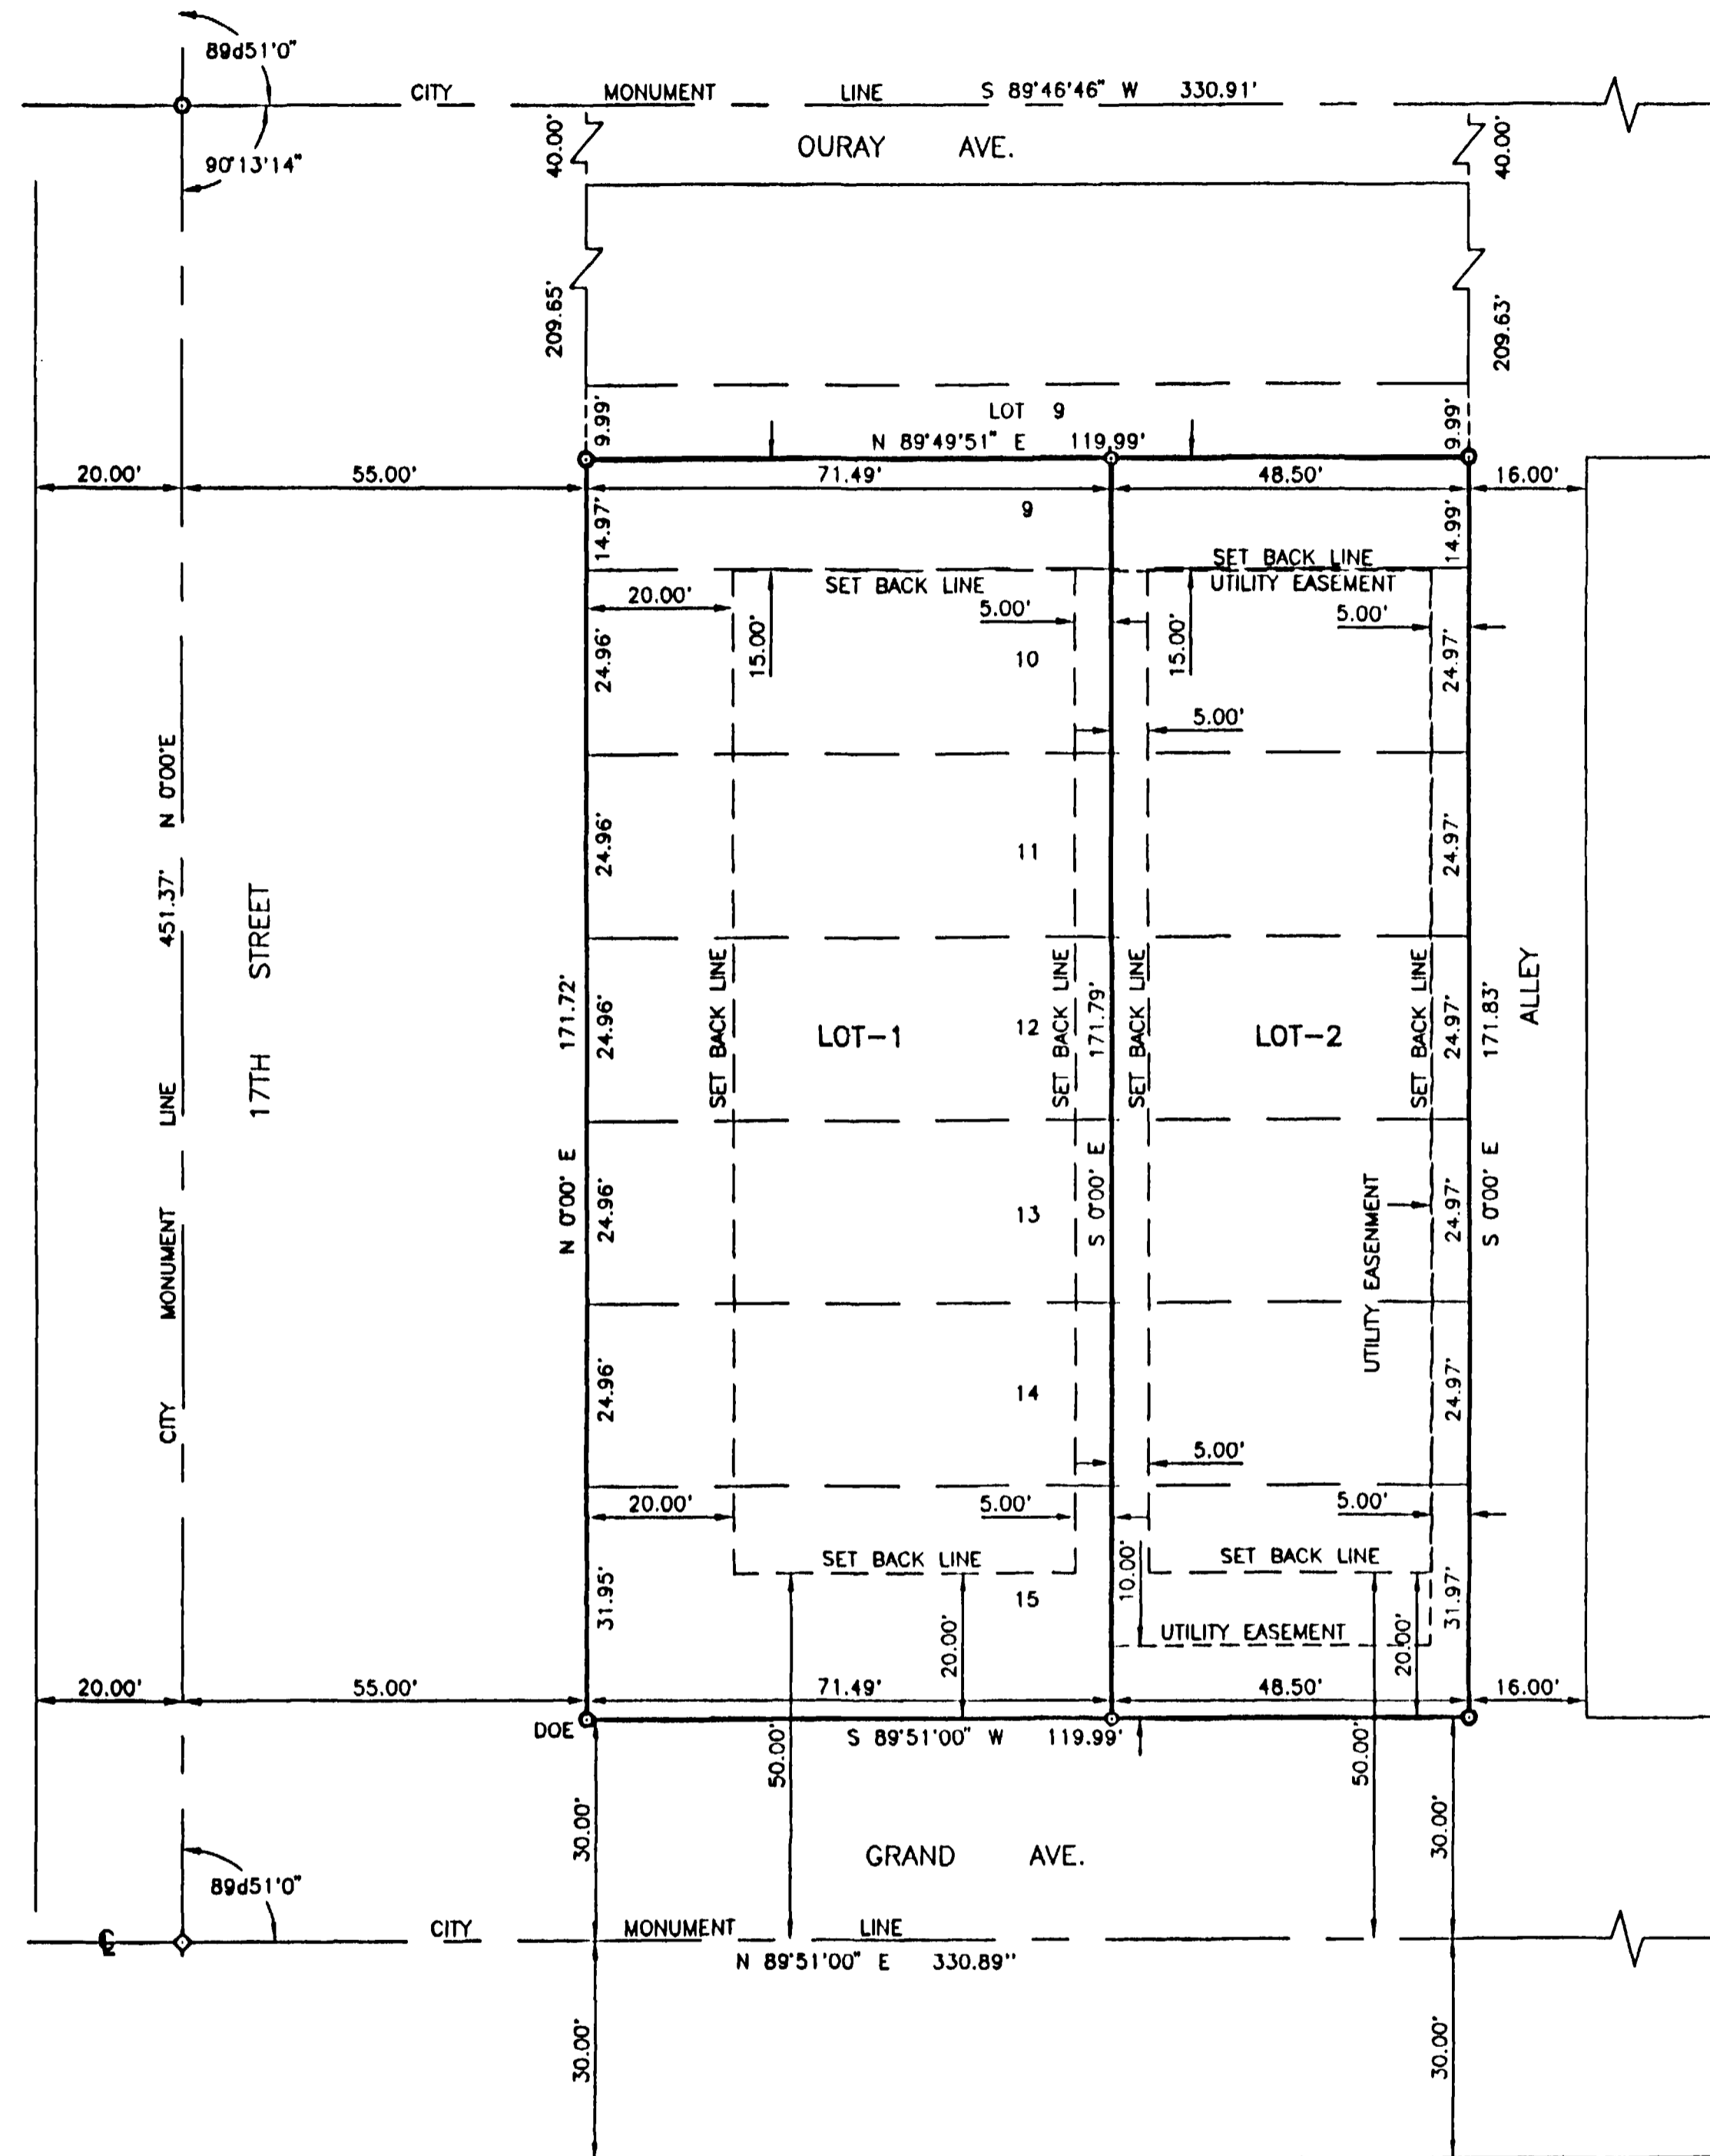 89d51'0"
CITY MONUMENT LINE S 89°46'46" W 330.91'
90°13'14"
40.00'
OURAY AVE.
40.00'
209.65'
209.63'
LOT 9
9.99'
N 89°49'51" E 119.99'
9.99'
20.00' 55.00' 71.49' 48.50' 16.00'
14.97'
9
14.99'
SET BACK LINE
SET BACK LINE
UTILITY EASEMENT
20.00'
5.00'
5.00'
24.96'
15.00'
10
15.00'
24.97'
5.00'
N 0°00'E
24.96'
11
24.97'
451.37'
17TH STREET
171.72'
24.96'
SET BACK LINE
LOT-1
12
SET BACK LINE
171.79'
SET BACK LINE
LOT-2
SET BACK LINE
24.97'
171.83'
ALLEY
CITY MONUMENT LINE
N 0°00' E
24.96'
13
S 0°00' E
UTILITY EASENMENT
24.97'
S 0°00' E
24.96'
14
24.97'
5.00'
20.00'
5.00'
5.00'
SET BACK LINE
SET BACK LINE
31.95'
15
10.00'
31.97'
20.00'
UTILITY EASEMENT
20.00'
20.00' 55.00' 71.49' 48.50' 16.00'
DOE
S 89°51'00" W 119.99'
50.00'
50.00'
30.00'
GRAND AVE.
30.00'
89d51'0"
℄
CITY MONUMENT LINE
N 89°51'00" E 330.89''
30.00'
30.00'